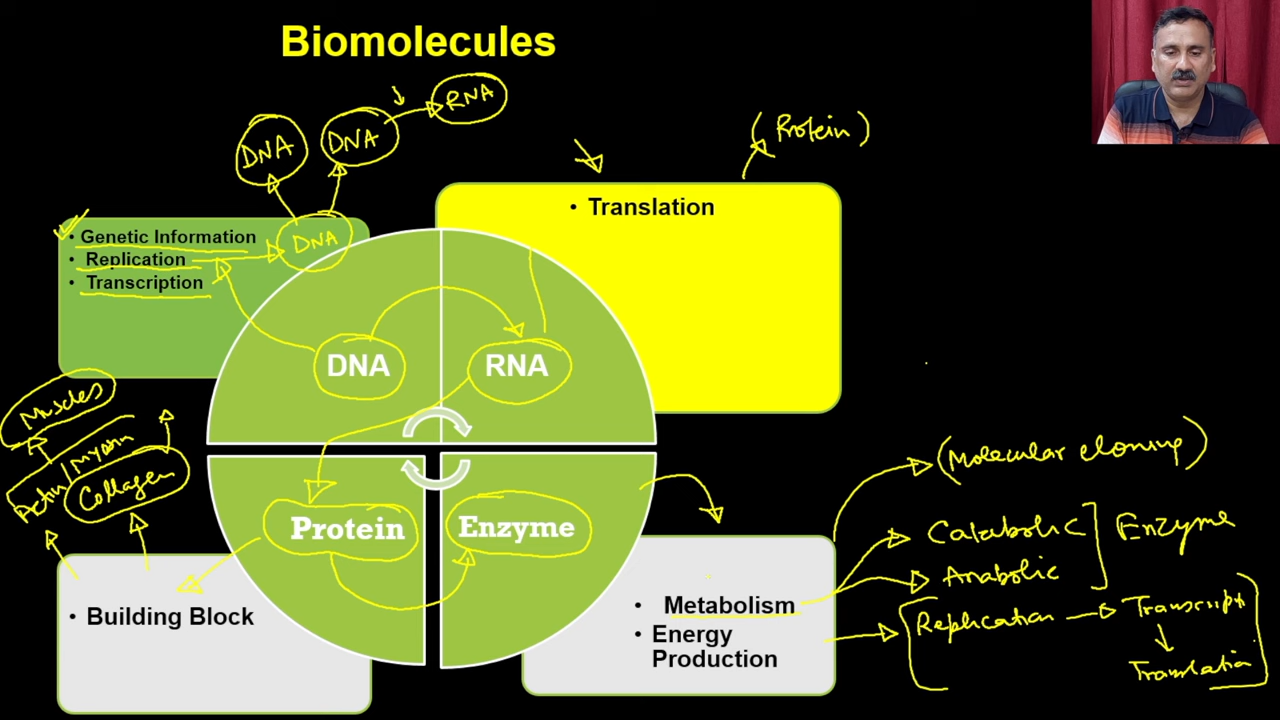 Biomolecules
RNA
DNA
DNA
(Protein)
• Translation
• Genetic Information
DNA
• Replication
• Transcription
DNA
RNA
Muscles
Actin/Myosin
Collagen
(Molecular cloning)
Protein
Enzyme
Catabolic
Enzyme
Anabolic
• Building Block
• Metabolism
• Energy
Production
Replication
Transcript
Translation